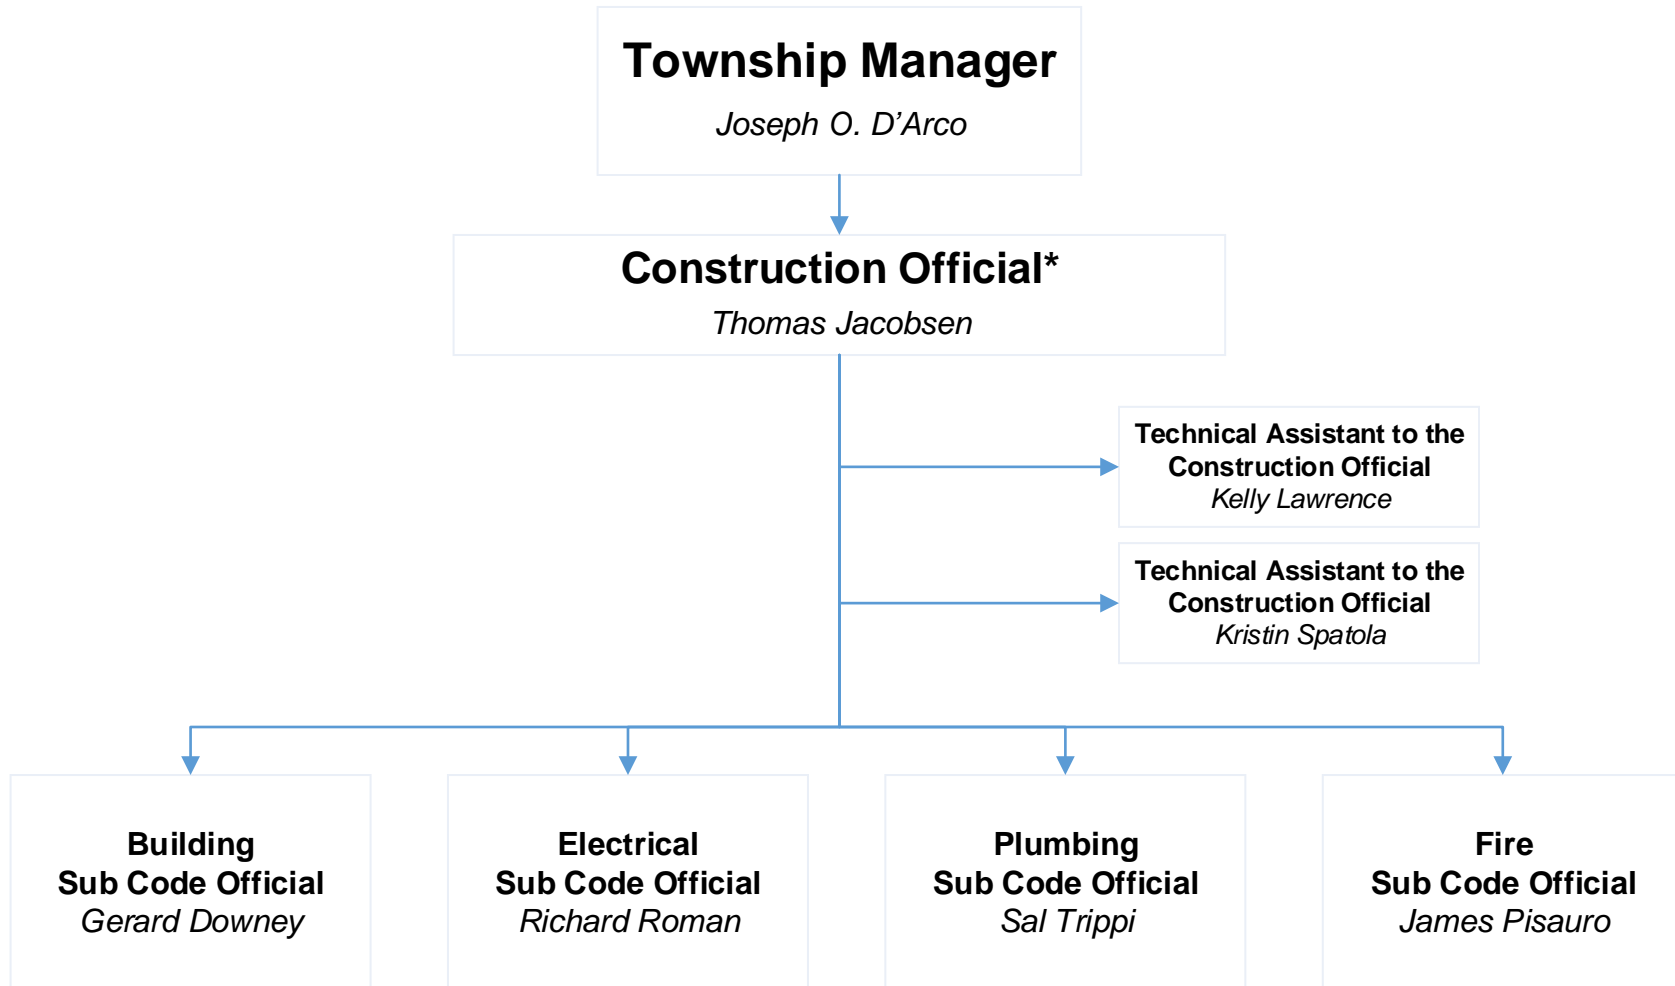 Township Manager
Joseph O. D’Arco
Construction Official*
Thomas Jacobsen
Technical Assistant to the
Construction Official
Kelly Lawrence
Technical Assistant to the
Construction Official
Kristin Spatola
Building
Sub Code Official
Gerard Downey
Electrical
Sub Code Official
Richard Roman
Plumbing
Sub Code Official
Sal Trippi
Fire
Sub Code Official
James Pisauro